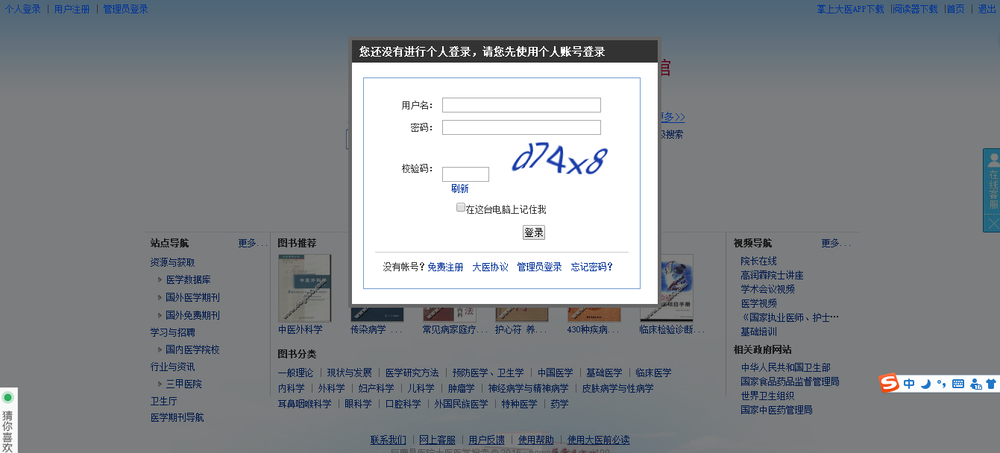 个人登录 | 用户注册 | 管理员登录
掌上大医APP下载 |阅读器下载 |首页 | 退出
您还没有进行个人登录，请您先使用个人账号登录
馆
用户名：
更多>>
密码：
级搜索
校验码：
d74x8
刷新
在这台电脑上记住我
登录
没有帐号？免费注册 大医协议 管理员登录 忘记密码？
在线客服
站点导航 更多...
资源与获取
医学数据库
国外医学期刊
国外免费期刊
学习与招聘
国内医学院校
行业与资讯
三甲医院
卫生厅
医学期刊导航
图书推荐
中医外科学
传染病学 ...
常见病家庭疗...
护心符 养...
430种疾病...
临床检验诊断...
图书分类
一般理论 | 现状与发展 | 医学研究方法 | 预防医学、卫生学 | 中国医学 | 基础医学 | 临床医学
内科学 | 外科学 | 妇产科学 | 儿科学 | 肿瘤学 | 神经病学与精神病学 | 皮肤病学与性病学
耳鼻咽喉科学 | 眼科学 | 口腔科学 | 外国民族医学 | 特种医学 | 药学
视频导航 更多...
院长在线
高润霖院士讲座
学术会议视频
医学视频
《国家执业医师、护士…
基础培训
相关政府网站
中华人民共和国卫生部
国家食品药品监督管理局
世界卫生组织
国家中医药管理局
S 中
猜你喜欢
联系我们 | 网上客服 | 用户反馈 | 使用帮助 | 使用大医前必读